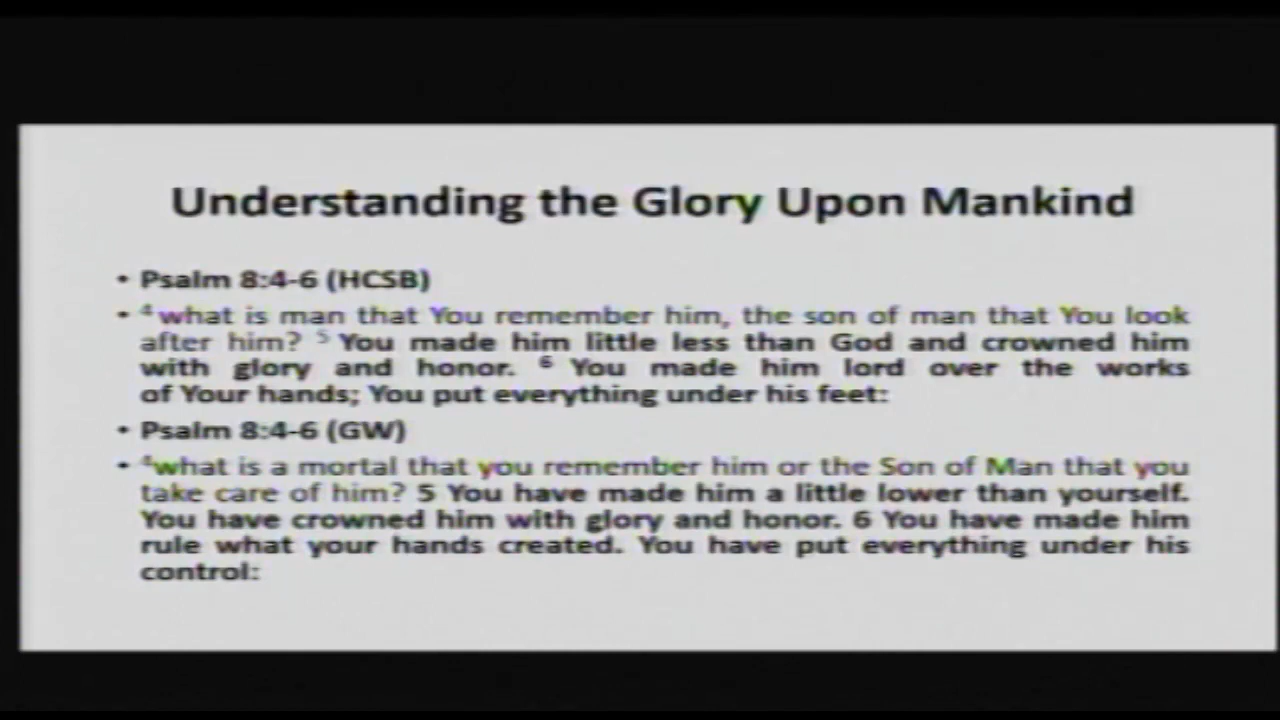 Understanding the Glory Upon Mankind
• Psalm 8:4-6 (HCSB)
• ⁴ what is man that You remember him, the son of man that You look
after him? ⁵ You made him little less than God and crowned him
with glory and honor. ⁶ You made him lord over the works
of Your hands; You put everything under his feet:
• Psalm 8:4-6 (GW)
• ⁴what is a mortal that you remember him or the Son of Man that you
take care of him? 5 You have made him a little lower than yourself.
You have crowned him with glory and honor. 6 You have made him
rule what your hands created. You have put everything under his
control: